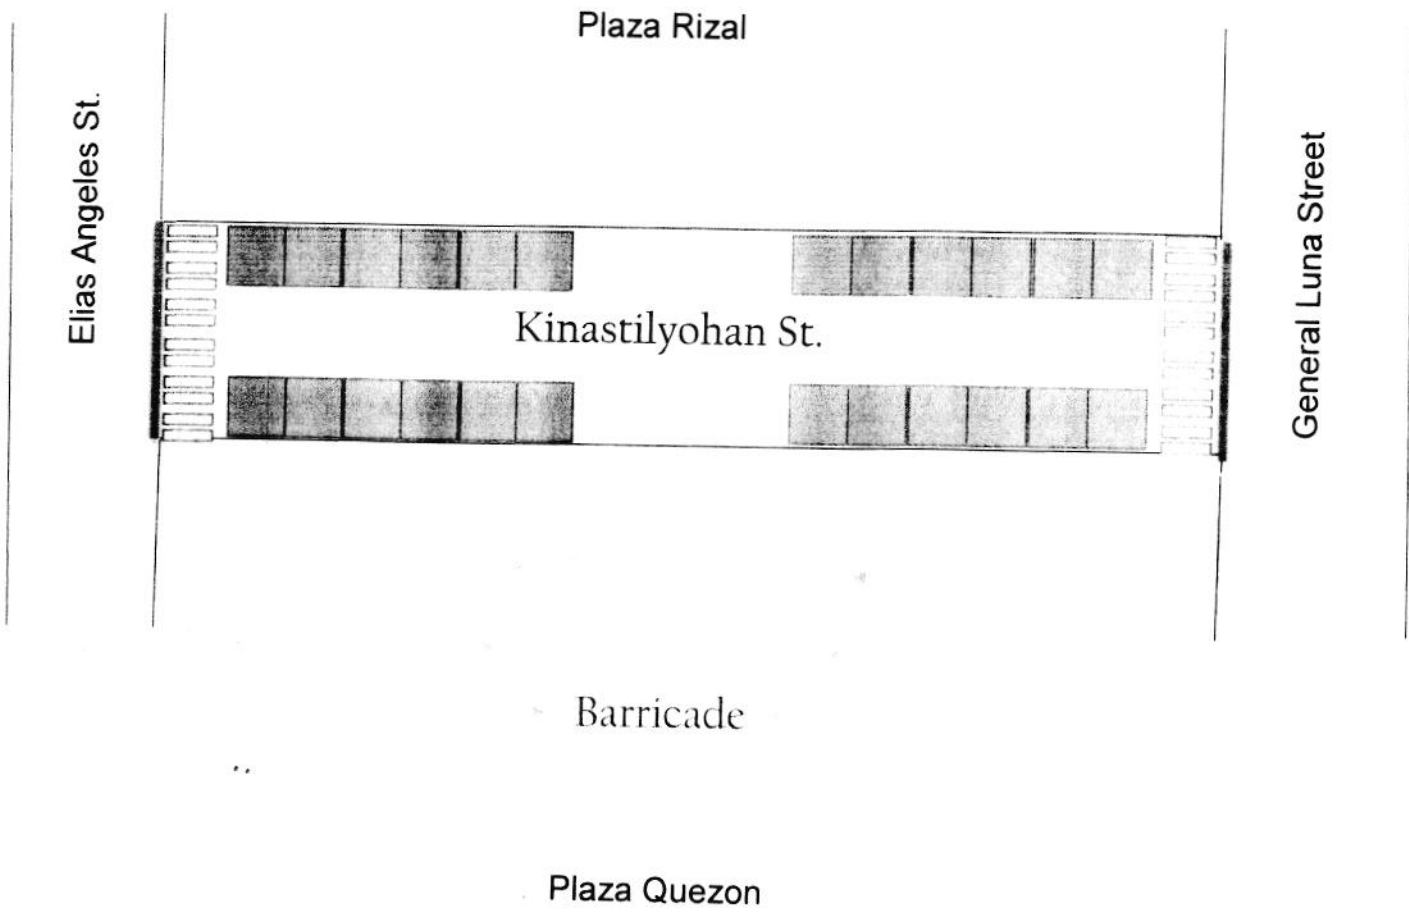 Plaza Rizal
Elias Angeles St.
General Luna Street
Kinastilyohan St.
Barricade
Plaza Quezon